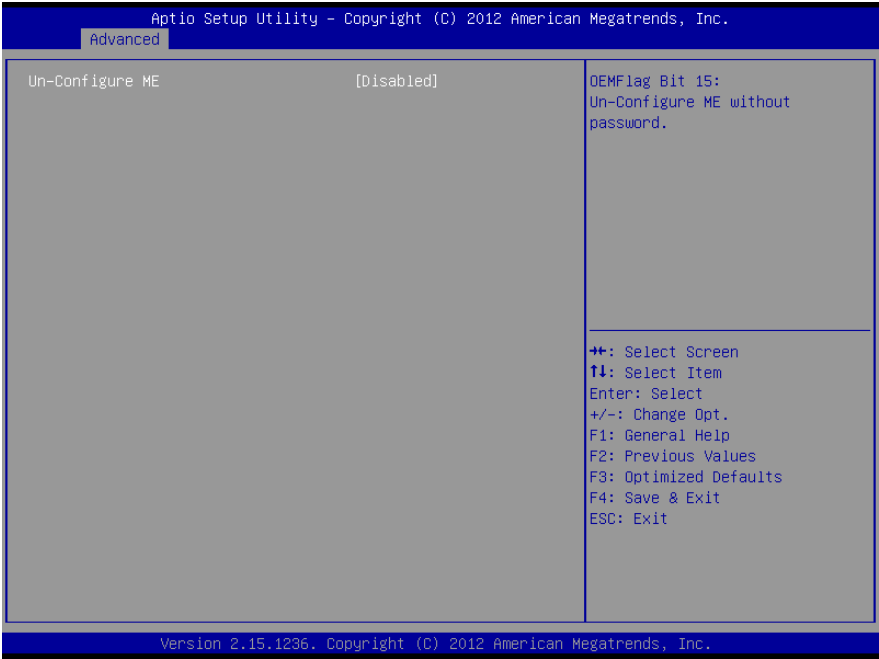 Aptio Setup Utility – Copyright (C) 2012 American Megatrends, Inc.
Advanced
Un-Configure ME [Disabled]
OEMFlag Bit 15:
Un-Configure ME without
password.
→←: Select Screen
↑↓: Select Item
Enter: Select
+/-: Change Opt.
F1: General Help
F2: Previous Values
F3: Optimized Defaults
F4: Save & Exit
ESC: Exit
Version 2.15.1236. Copyright (C) 2012 American Megatrends, Inc.